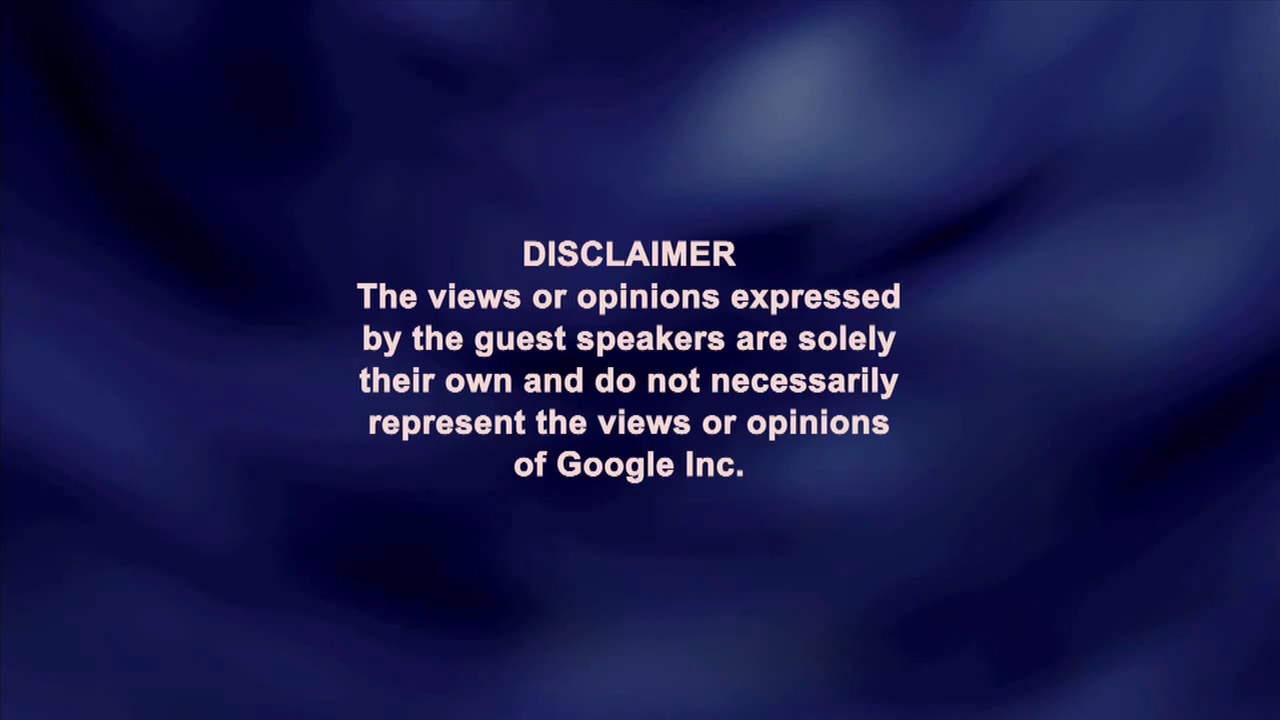 DISCLAIMER
The views or opinions expressed
by the guest speakers are solely
their own and do not necessarily
represent the views or opinions
of Google Inc.